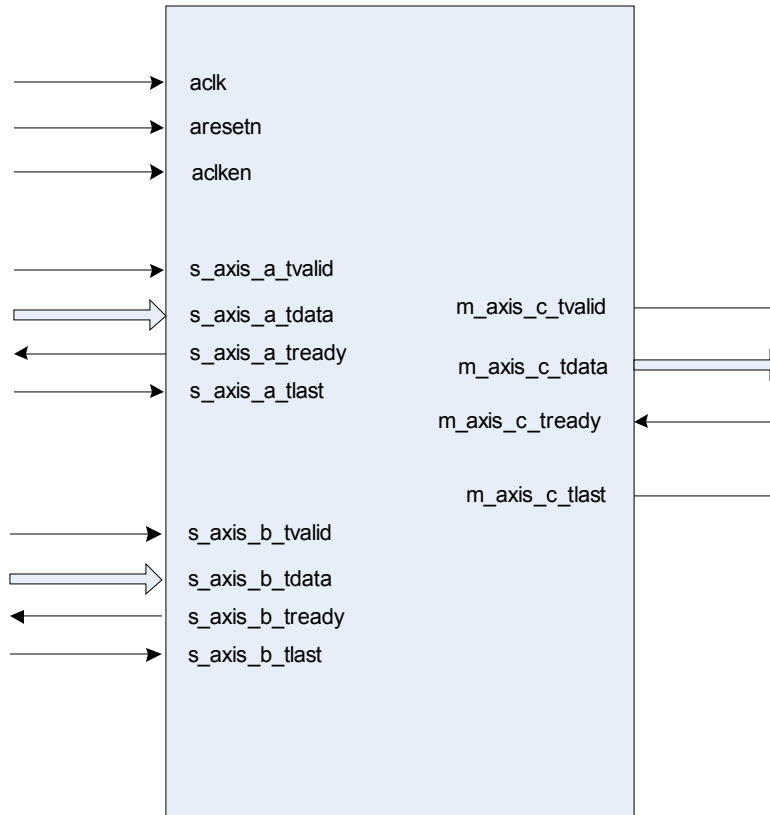 aclk
aresetn
aclken
s_axis_a_tvalid
s_axis_a_tdata
s_axis_a_tready
s_axis_a_tlast
s_axis_b_tvalid
s_axis_b_tdata
s_axis_b_tready
s_axis_b_tlast
m_axis_c_tvalid
m_axis_c_tdata
m_axis_c_tready
m_axis_c_tlast